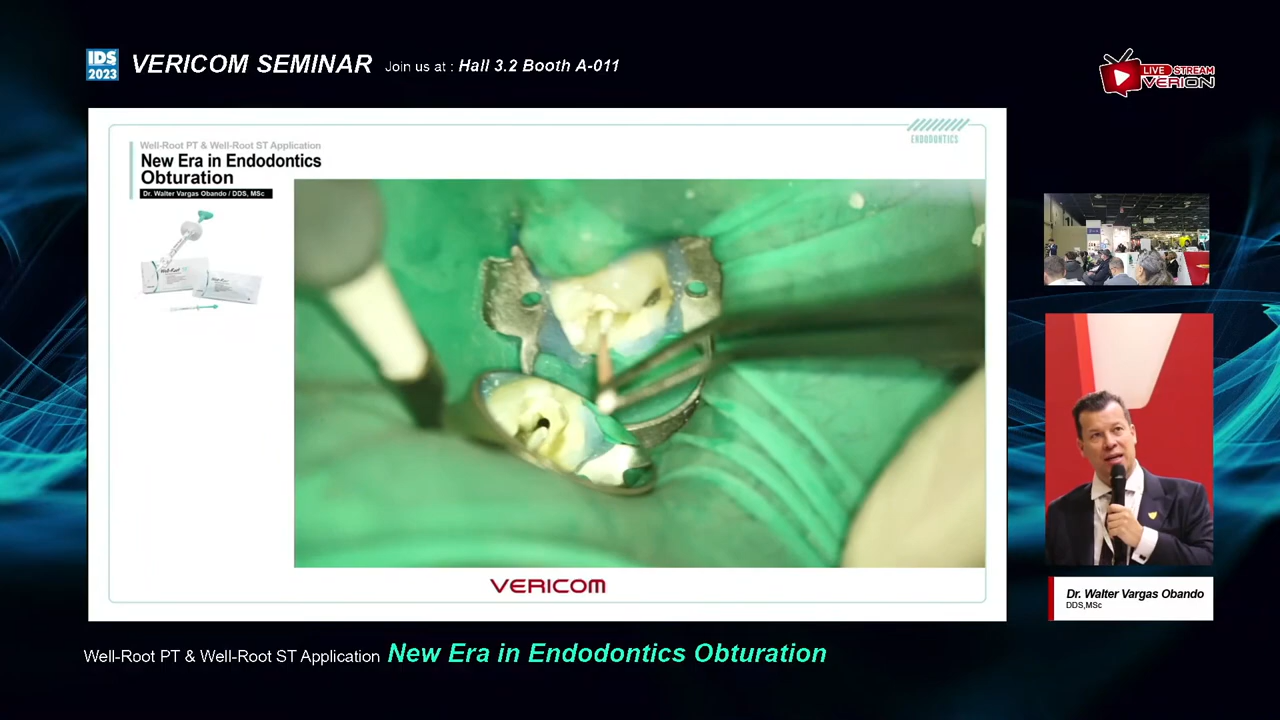 IDS
2023
VERICOM SEMINAR Join us at : Hall 3.2 Booth A-011
LIVE STREAM
VERION
Well-Root PT & Well-Root ST Application
New Era in Endodontics
Obturation
Dr. Walter Vargas Obando / DDS, MSc
ENDODONTICS
Well-Root
VERICOM
Dr. Walter Vargas Obando
DDS,MSc
Well-Root PT & Well-Root ST Application New Era in Endodontics Obturation